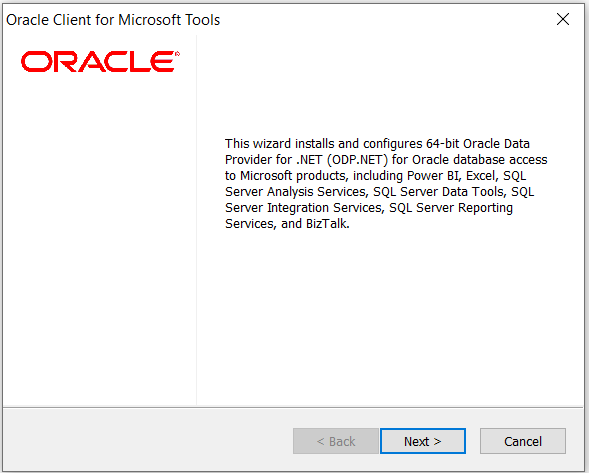 Oracle Client for Microsoft Tools
ORACLE®
This wizard installs and configures 64-bit Oracle Data
Provider for .NET (ODP.NET) for Oracle database access
to Microsoft products, including Power BI, Excel, SQL
Server Analysis Services, SQL Server Data Tools, SQL
Server Integration Services, SQL Server Reporting
Services, and BizTalk.
< Back
Next >
Cancel